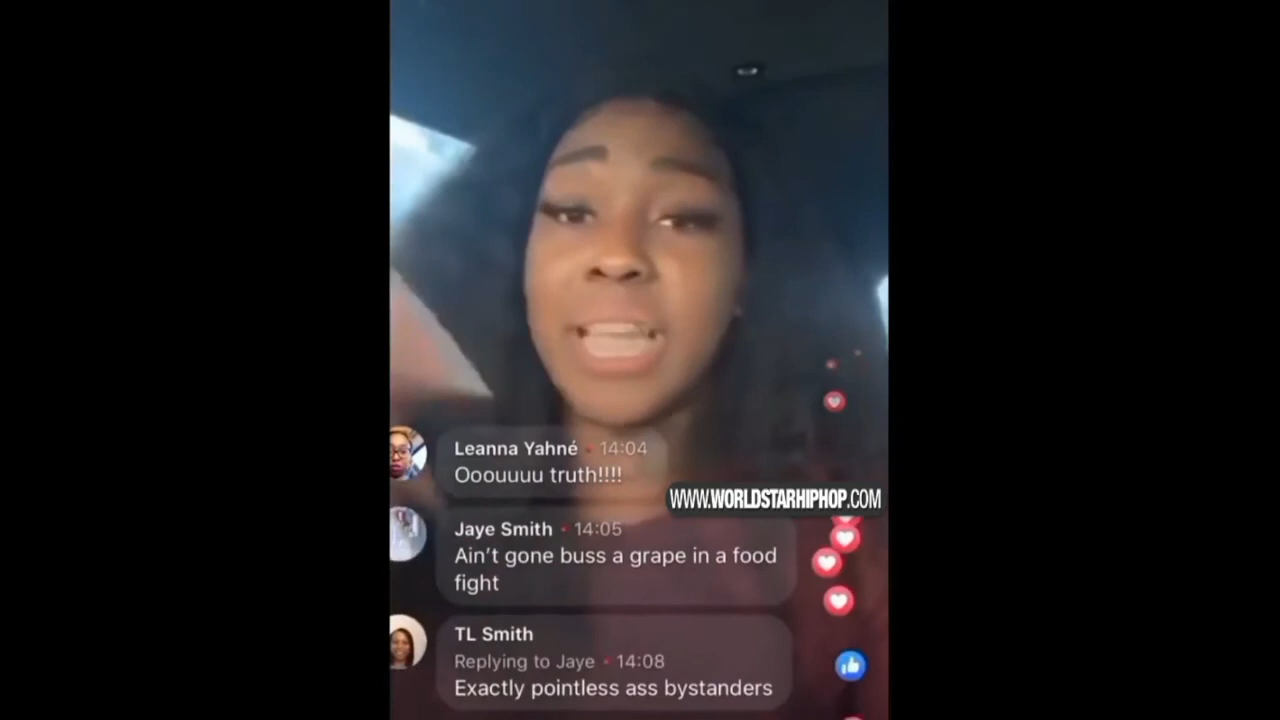 Leanna Yahné • 14:04
Ooouuuu truth!!!!
WWW.WORLDSTARHIPHOP.COM
Jaye Smith • 14:05
Ain't gone buss a grape in a food
fight
TL Smith
Replying to Jaye • 14:08
Exactly pointless ass bystanders